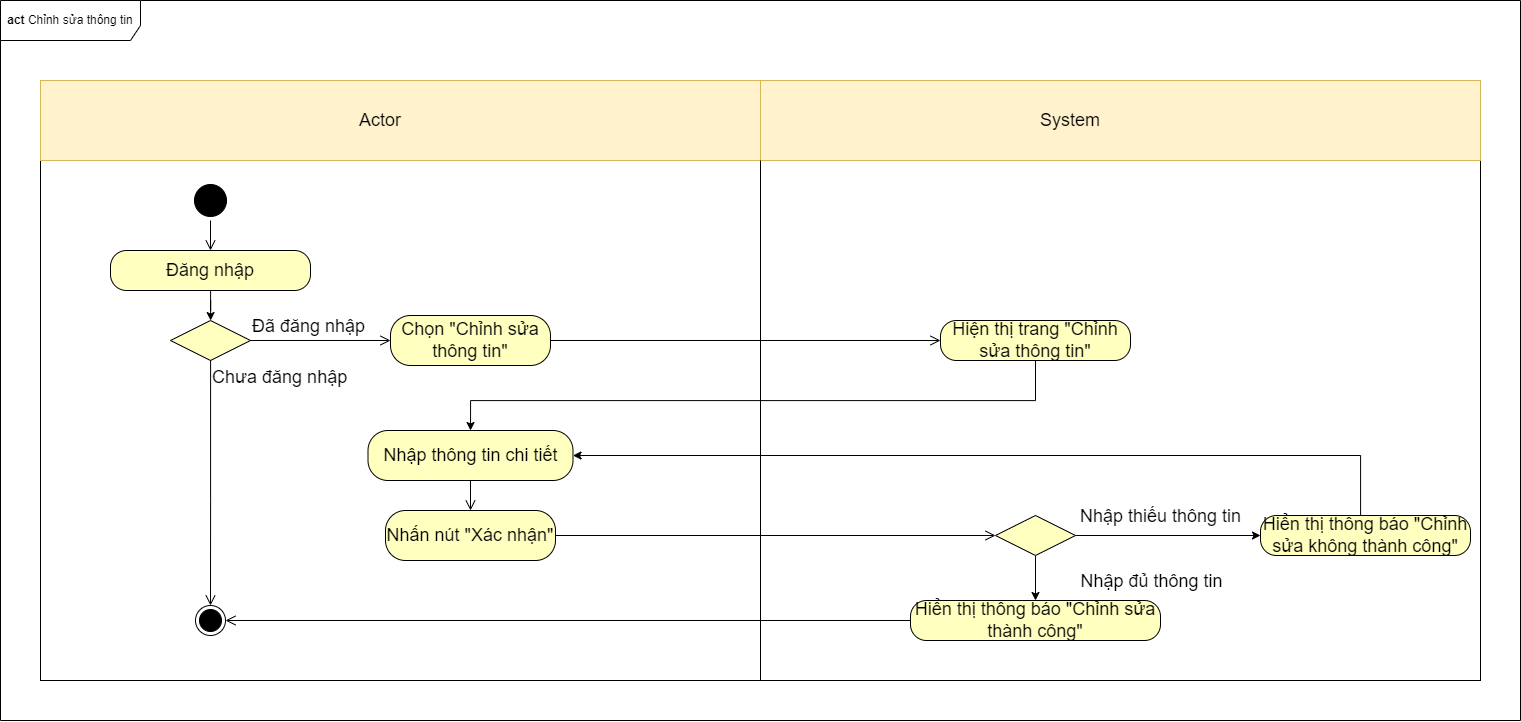 act Chỉnh sửa thông tin
Actor
System
Đăng nhập
Đã đăng nhập
Chọn "Chỉnh sửa
thông tin"
Hiện thị trang "Chỉnh
sửa thông tin"
Chưa đăng nhập
Nhập thông tin chi tiết
Nhấn nút "Xác nhận"
Nhập thiếu thông tin
Hiển thị thông báo "Chỉnh
sửa không thành công"
Nhập đủ thông tin
Hiển thị thông báo "Chỉnh sửa
thành công"